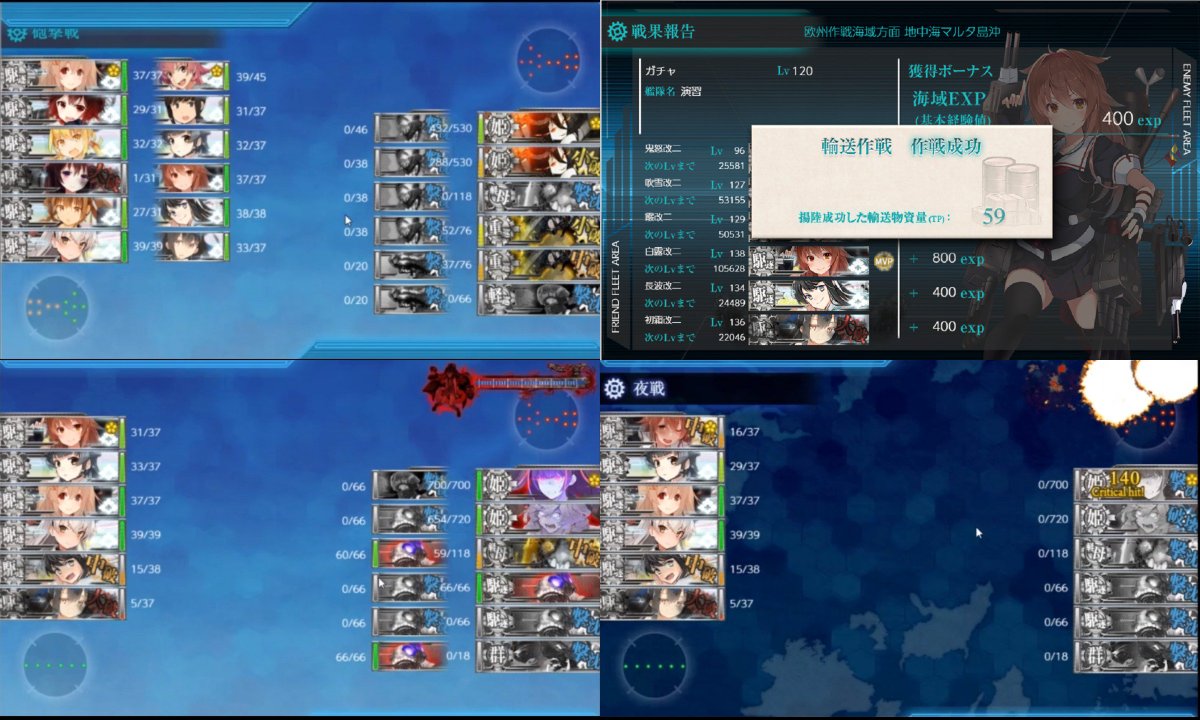 砲撃戦
37/37
39/45
29/31
31/37
32/32
32/37
1/31
37/37
27/31
38/38
39/39
33/37
0/46
432/530
0/38
288/530
0/38
0/118
0/38
52/76
0/20
37/76
0/20
0/66
戦果報告
欧州作戦海域方面 地中海マルタ島沖
ガチャ
Lv 120
艦隊名 演習
獲得ボーナス
海域EXP
(基本経験値)
400 exp
輸送作戦 作戦成功
揚陸成功した輸送物資量(TP): 59
鬼怒改二 Lv 96
次のLvまで 25581
吹雪改二 Lv 127
次のLvまで 53155
Lv 129
次のLvまで 50531
白露改二 Lv 138
次のLvまで 105628
MVP
+ 800 exp
長波改二 Lv 134
次のLvまで 24489
+ 400 exp
初霜改二 Lv 136
次のLvまで 22046
+ 400 exp
FRIEND FLEET AREA
ENEMY FLEET AREA
31/37
33/37
37/37
39/39
15/38
中破
5/37
大破
0/66
700/700
0/66
654/720
60/66
59/118
0/66
66/66
0/66
0/66
66/66
0/18
夜戦
16/37
中破
29/37
37/37
39/39
15/38
中破
5/37
大破
0/700
140
Critical hit!
0/720
0/118
0/66
0/66
0/18